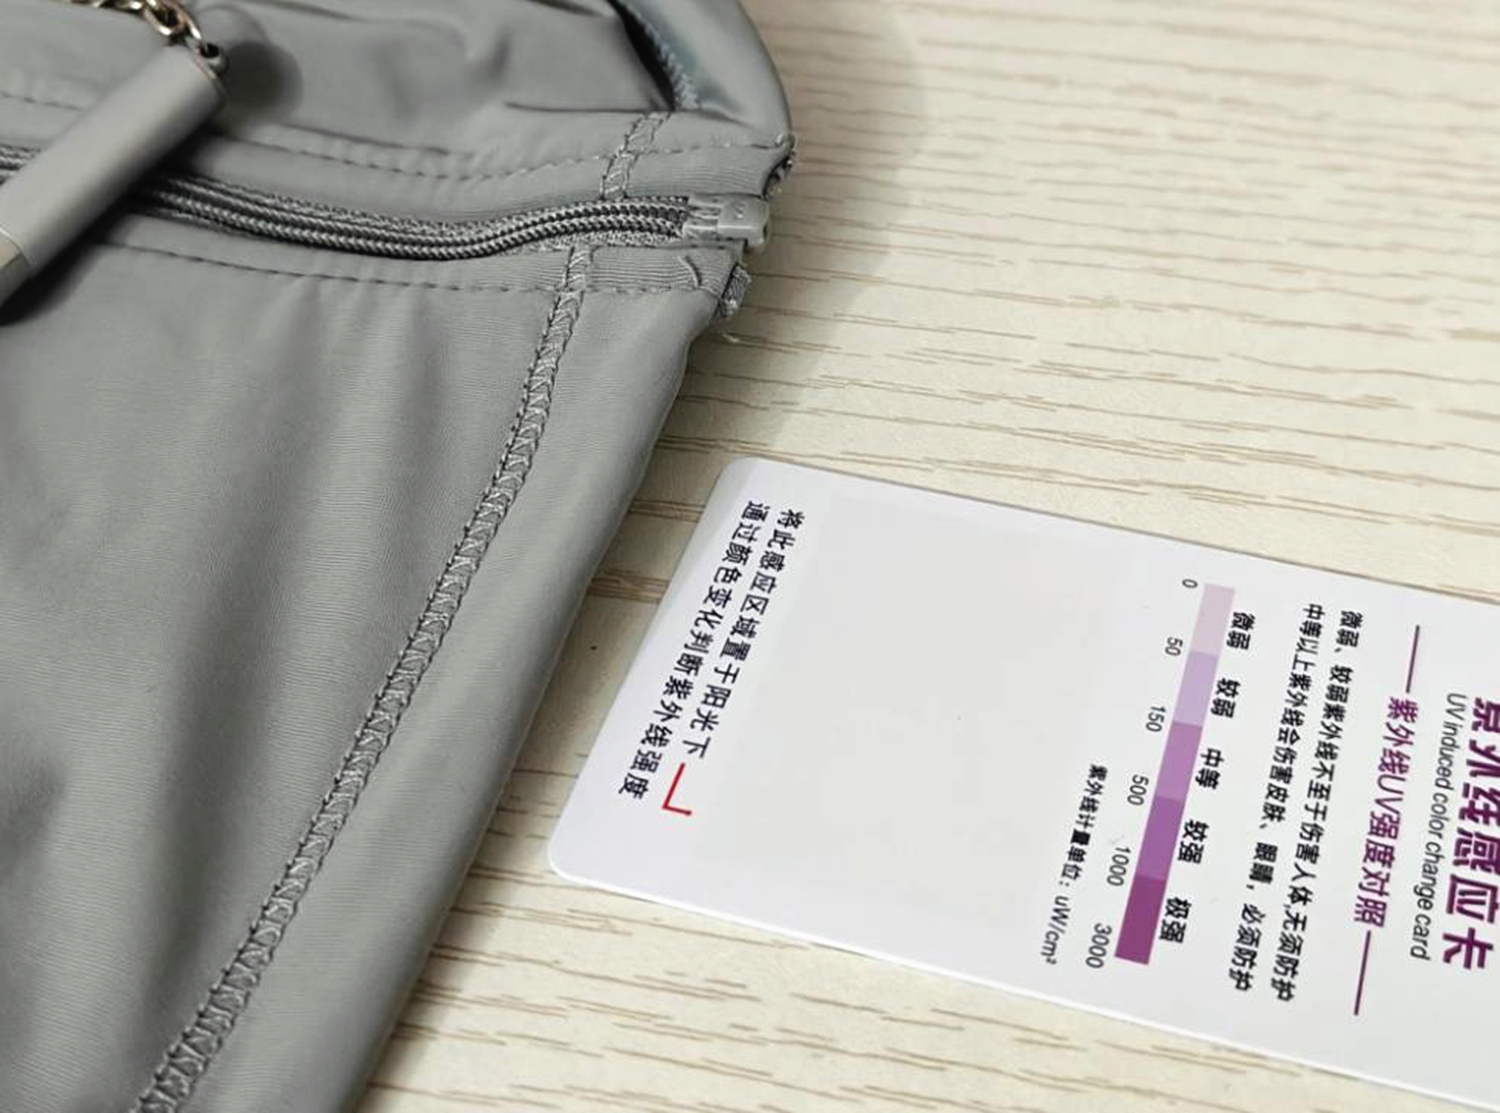 紫外线感应卡
UV induced color change card
紫外线UV强度对照
微弱、较弱紫外线不至于伤害人体,无须防护
中等以上紫外线会伤害皮肤、眼睛，必须防护
微弱 较弱 中等 较强 极强
0 50 150 500 1000 3000
紫外线计量单位：uW/cm²
将此感应区域置于阳光下
通过颜色变化判断紫外线强度